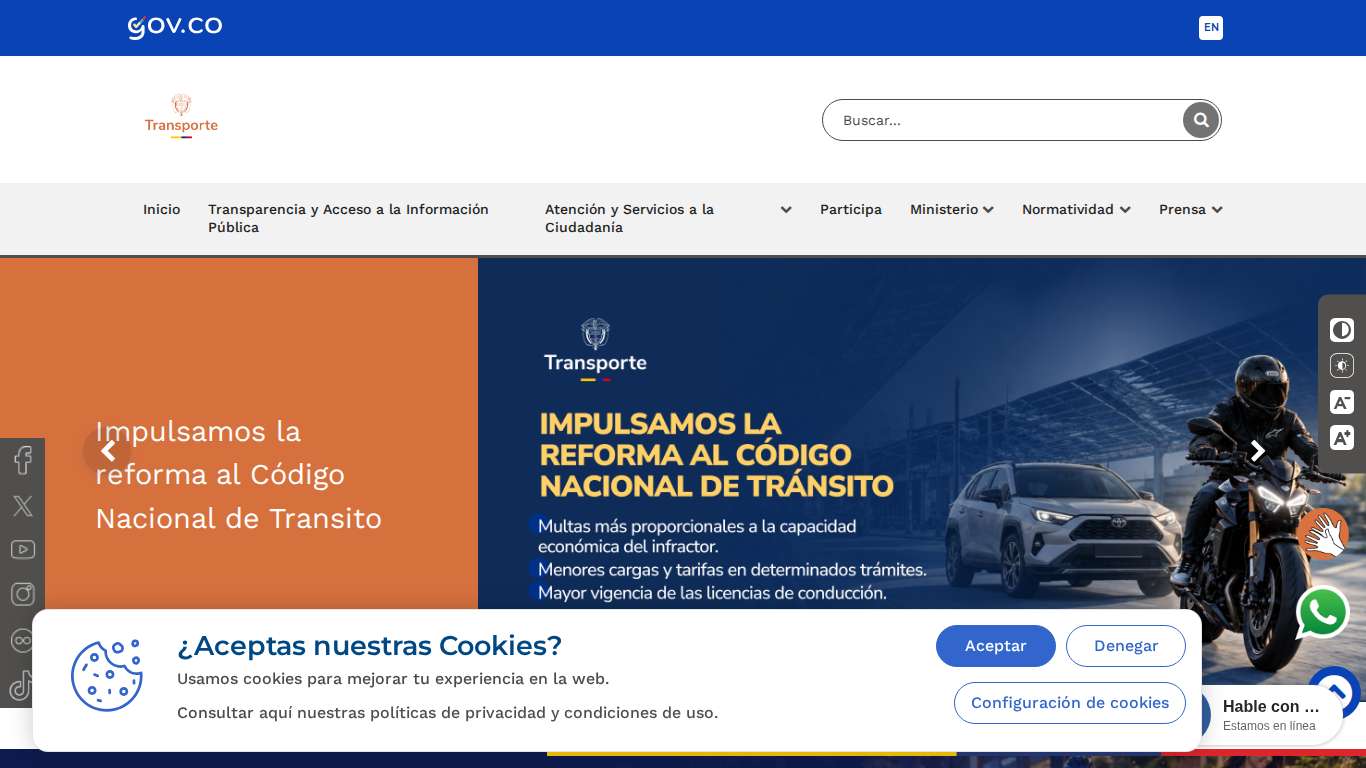 GOV.CO
EN
Transporte
Buscar...
Inicio
Transparencia y Acceso a la Información
Pública
Atención y Servicios a la
Ciudadanía
Participa
Ministerio
Normatividad
Prensa
Impulsamos la
reforma al Código
Nacional de Transito
Transporte
IMPULSAMOS LA
REFORMA AL CÓDIGO
NACIONAL DE TRÁNSITO
Multas más proporcionales a la capacidad
económica del infractor.
Menores cargas y tarifas en determinados trámites.
Mayor vigencia de las licencias de conducción.
A-
A+
¿Aceptas nuestras Cookies?
Usamos cookies para mejorar tu experiencia en la web.
Consultar aquí nuestras políticas de privacidad y condiciones de uso.
Aceptar
Denegar
Configuración de cookies
Hable con ...
Estamos en línea